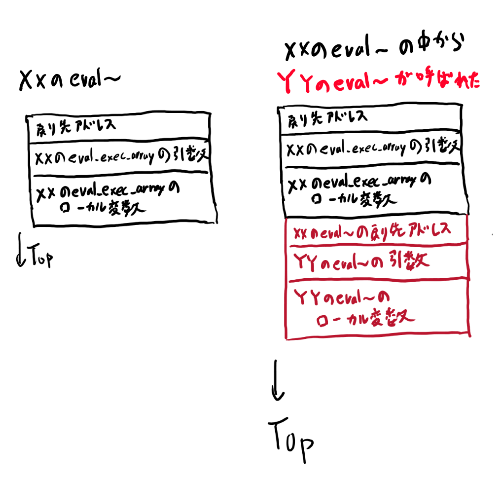 XXのeval〜
戻り先アドレス
XXのeval_exec_arrayの引数
XXのeval_exec_arrayの
ローカル変数
↓Top
XXのeval〜の中から
YYのeval〜が呼ばれた
戻り先アドレス
XXのeval_exec_arrayの引数
XXのeval_exec_arrayの
ローカル変数
XXのeval〜の戻り先アドレス
YYのeval〜の引数
YYのeval〜の
ローカル変数
↓
Top